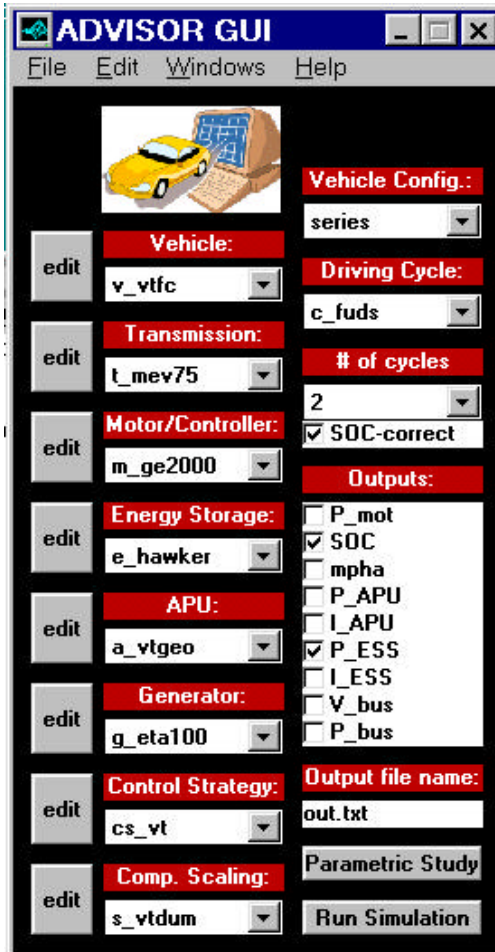 ADVISOR GUI
File Edit Windows Help
Vehicle:
edit
v_vtfc
Transmission:
edit
t_mev75
Motor/Controller:
edit
m_ge2000
Energy Storage:
edit
e_hawker
APU:
edit
a_vtgeo
Generator:
edit
g_eta100
Control Strategy:
edit
cs_vt
Comp. Scaling:
edit
s_vtdum
Vehicle Config.:
series
Driving Cycle:
c_fuds
# of cycles
2
SOC-correct
Outputs:
P_mot
SOC
mpha
P_APU
I_APU
P_ESS
I_ESS
V_bus
P_bus
Output file name:
out.txt
Parametric Study
Run Simulation